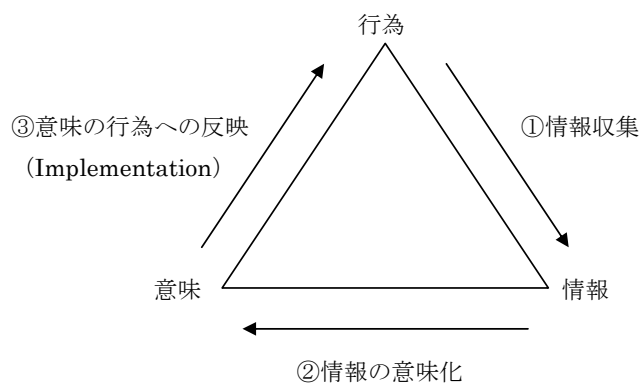 行為
③意味の行為への反映
（Implementation）
①情報収集
意味
情報
②情報の意味化